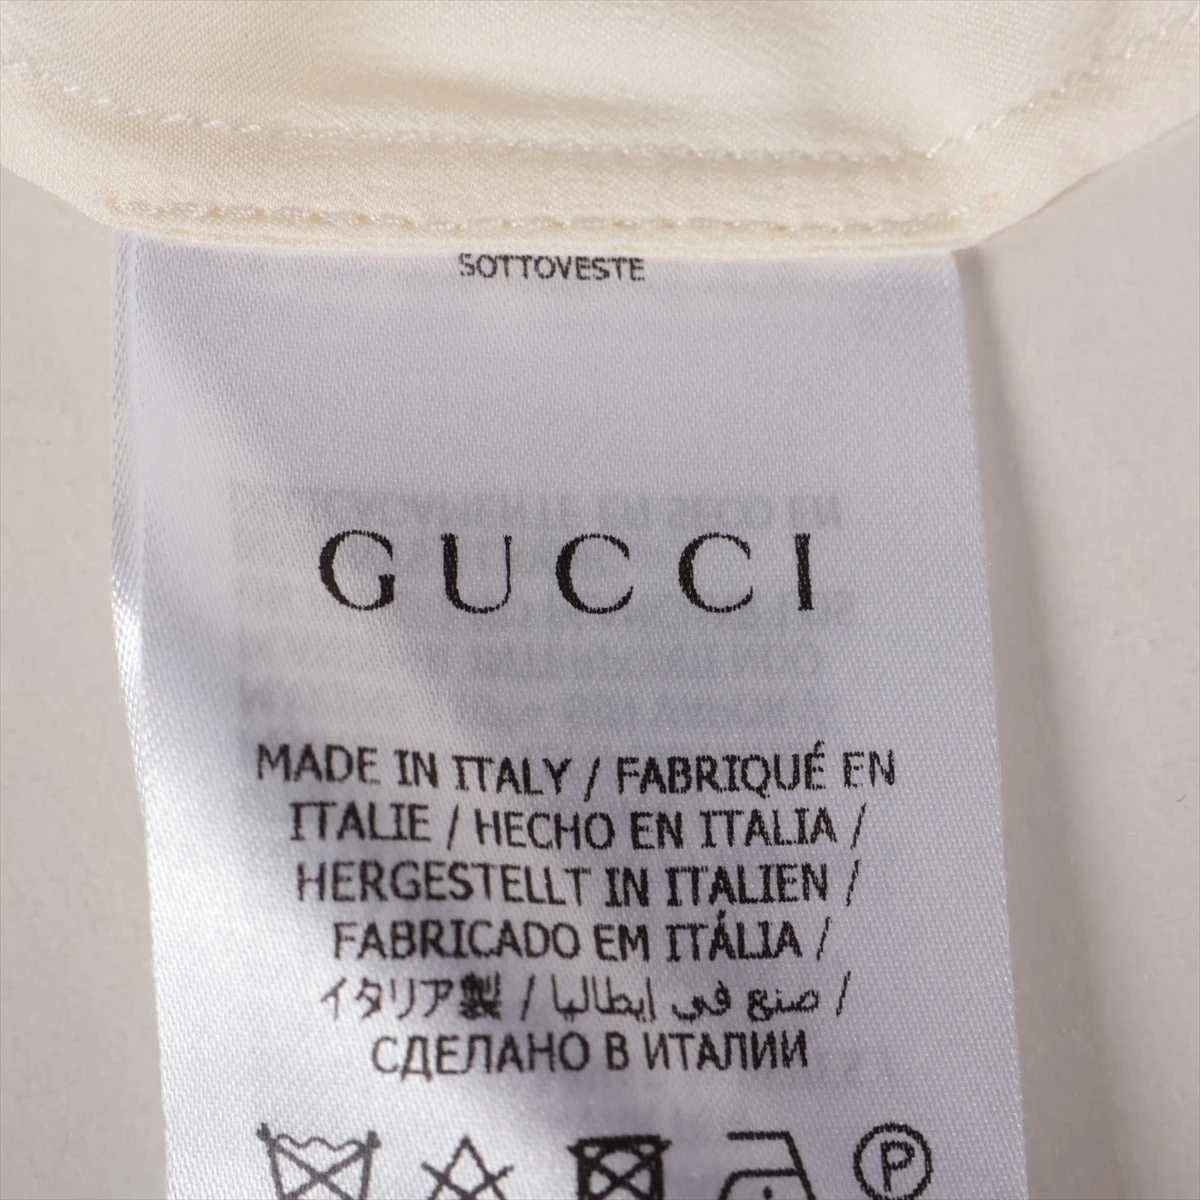 SOTTOVESTE
GUCCI
MADE IN ITALY / FABRIQUÉ EN
ITALIE / HECHO EN ITALIA /
HERGESTELLT IN ITALIEN /
FABRICADO EM ITÁLIA /
イタリア製 / صنع في إيطاليا /
СДЕЛАНО В ИТАЛИИ
P